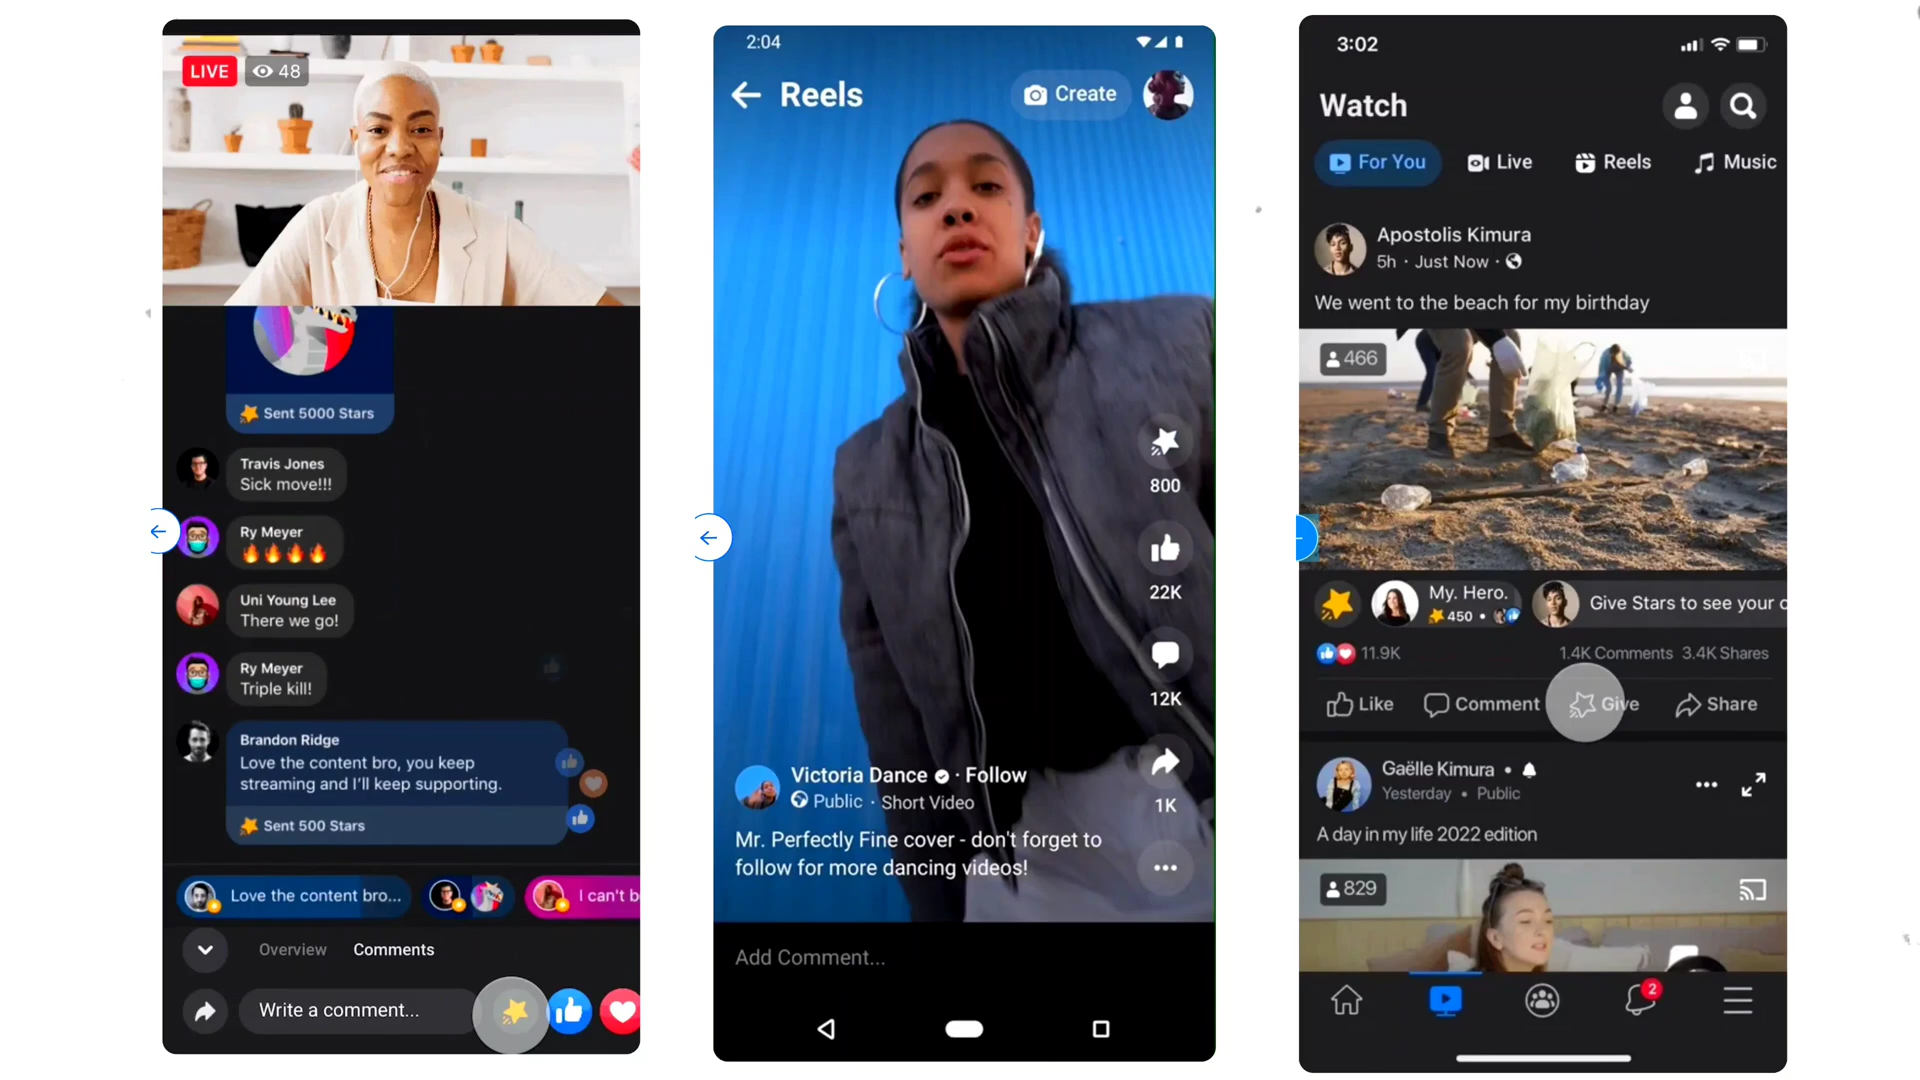 LIVE 48
Sent 5000 Stars
Travis Jones
Sick move!!!
Ry Meyer
🔥🔥🔥🔥
Uni Young Lee
There we go!
Ry Meyer
Triple kill!
Brandon Ridge
Love the content bro, you keep
streaming and I'll keep supporting.
Sent 500 Stars
Love the content bro...
I can't b
Overview Comments
Write a comment...
2:04
Reels
Create
800
22K
12K
1K
Victoria Dance · Follow
Public · Short Video
Mr. Perfectly Fine cover - don't forget to
follow for more dancing videos!
Add Comment...
3:02
Watch
For You Live Reels Music
Apostolis Kimura
5h · Just Now ·
We went to the beach for my birthday
466
My. Hero.
450 •
Give Stars to see your c
11.9K 1.4K Comments 3.4K Shares
Like Comment Give Share
Gaëlle Kimura •
Yesterday • Public
A day in my life 2022 edition
829
2